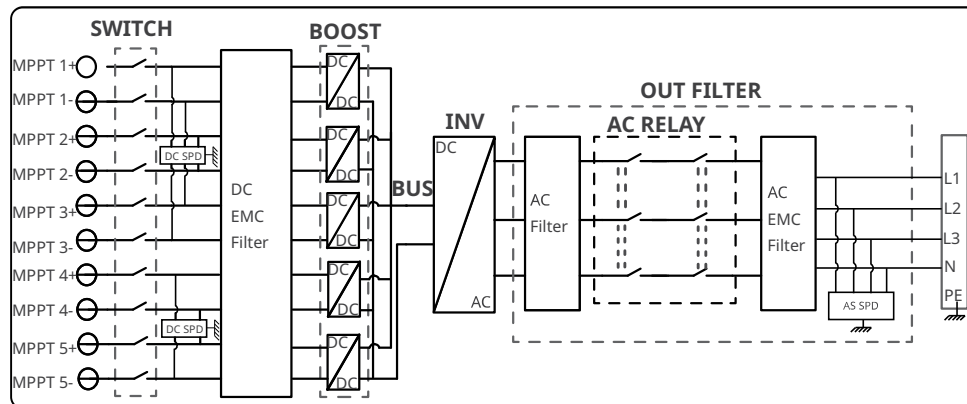 SWITCH
BOOST
MPPT 1+
MPPT 1-
MPPT 2+
MPPT 2-
MPPT 3+
MPPT 3-
MPPT 4+
MPPT 4-
MPPT 5+
MPPT 5-
DC SPD
DC SPD
DC
EMC
Filter
DC
DC
DC
DC
DC
DC
DC
DC
DC
DC
BUS
INV
DC
AC
OUT FILTER
AC RELAY
AC
Filter
AC
EMC
Filter
AS SPD
L1
L2
L3
N
PE